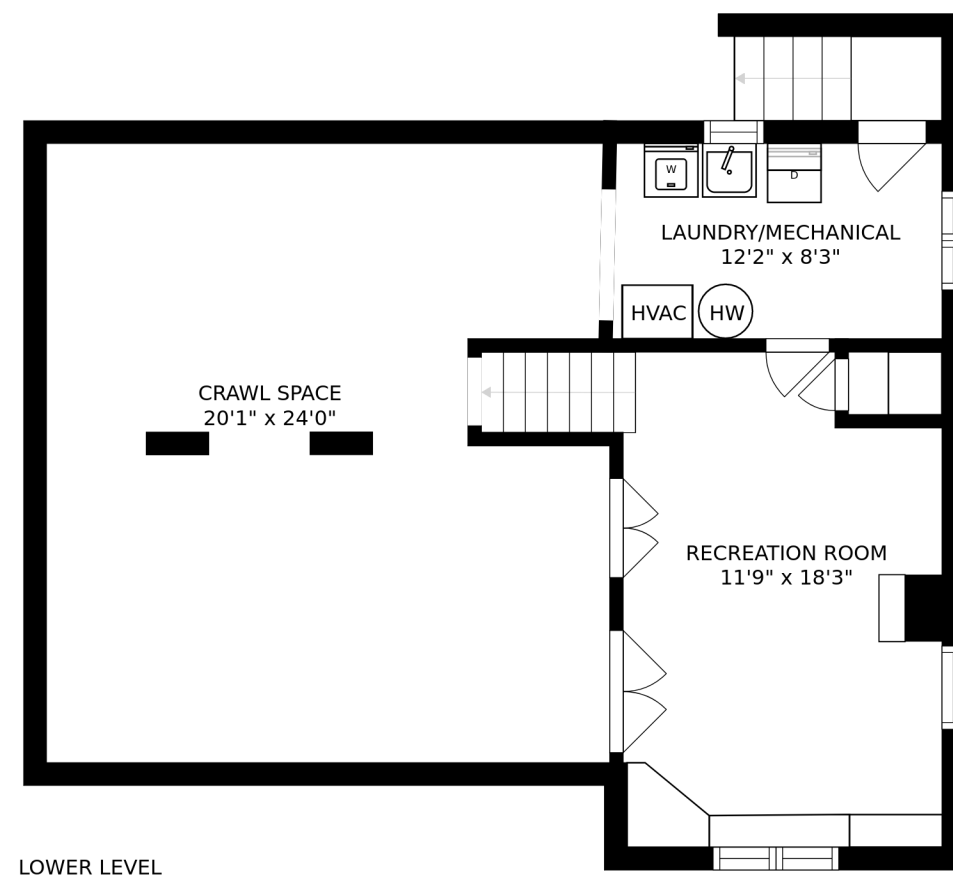 W
D
LAUNDRY/MECHANICAL
12'2" x 8'3"
HVAC
HW
CRAWL SPACE
20'1" x 24'0"
RECREATION ROOM
11'9" x 18'3"
LOWER LEVEL